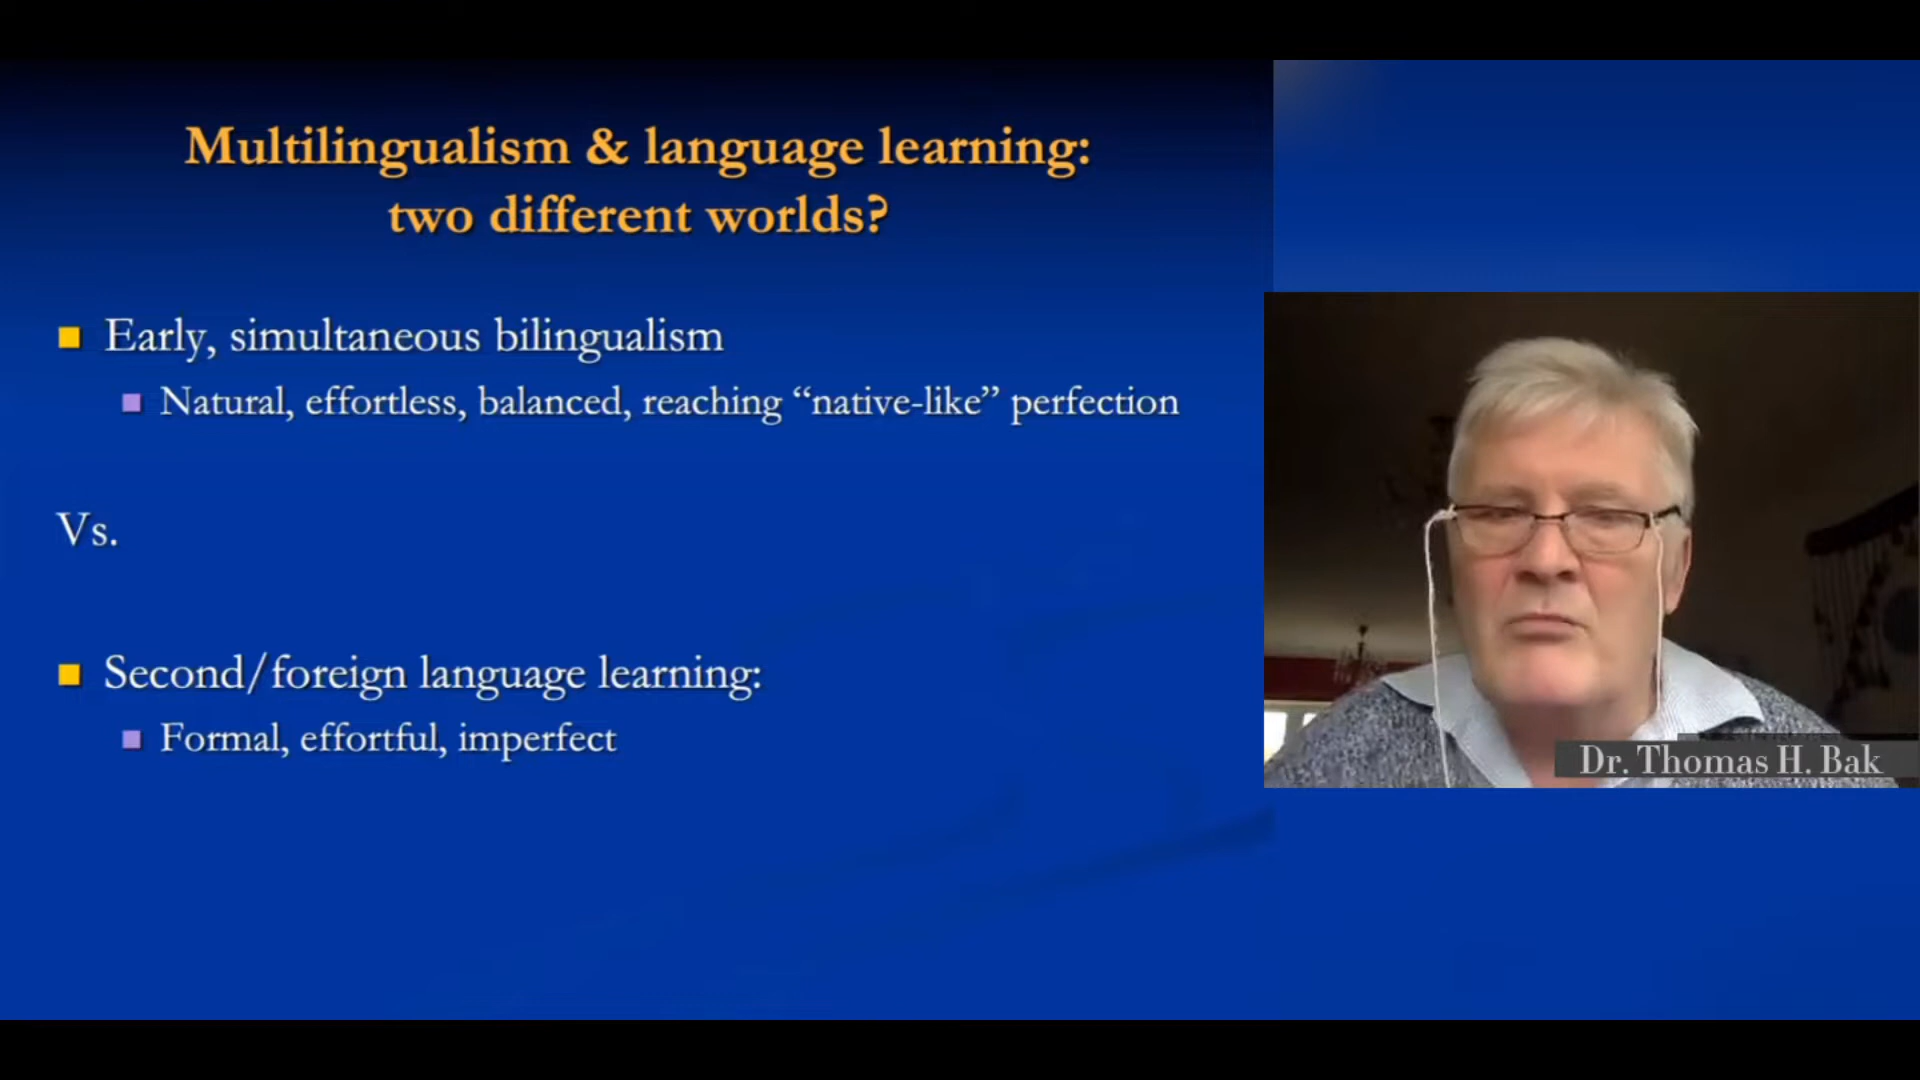 Multilingualism & language learning:
two different worlds?
Early, simultaneous bilingualism
Natural, effortless, balanced, reaching “native-like” perfection
Vs.
Second/foreign language learning:
Formal, effortful, imperfect
Dr. Thomas H. Bak